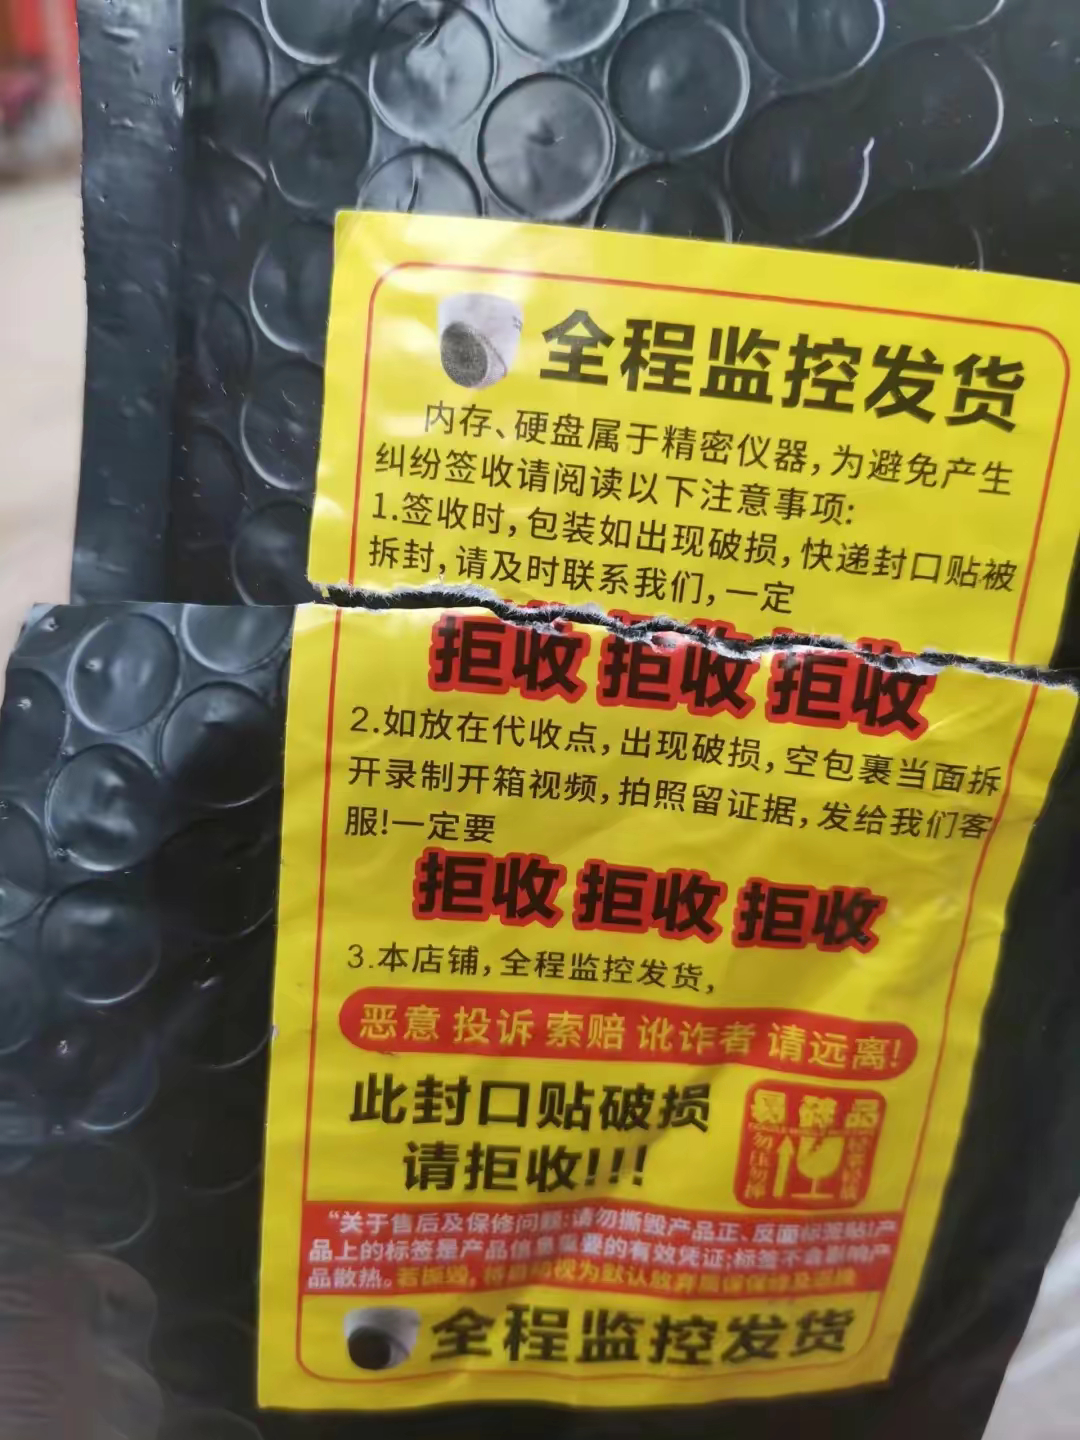 全程监控发货
内存、硬盘属于精密仪器，为避免产生
纠纷签收请阅读以下注意事项：
1.签收时，包装如出现破损，快递封口贴被
拆封，请及时联系我们，一定
拒收 拒收 拒收
2.如放在代收点，出现破损，空包裹当面拆
开录制开箱视频，拍照留证据，发给我们客
服!一定要
拒收 拒收 拒收
3.本店铺，全程监控发货，
恶意 投诉 索赔 讹诈者 请远离!
此封口贴破损
请拒收!!!
易碎品
“关于售后及保修问题：请勿撕毁产品正、反面标签贴!产
品上的标签是产品信息重要的有效凭证；标签不会影响产
品散热。若撕毁，视为默认放弃
全程监控发货